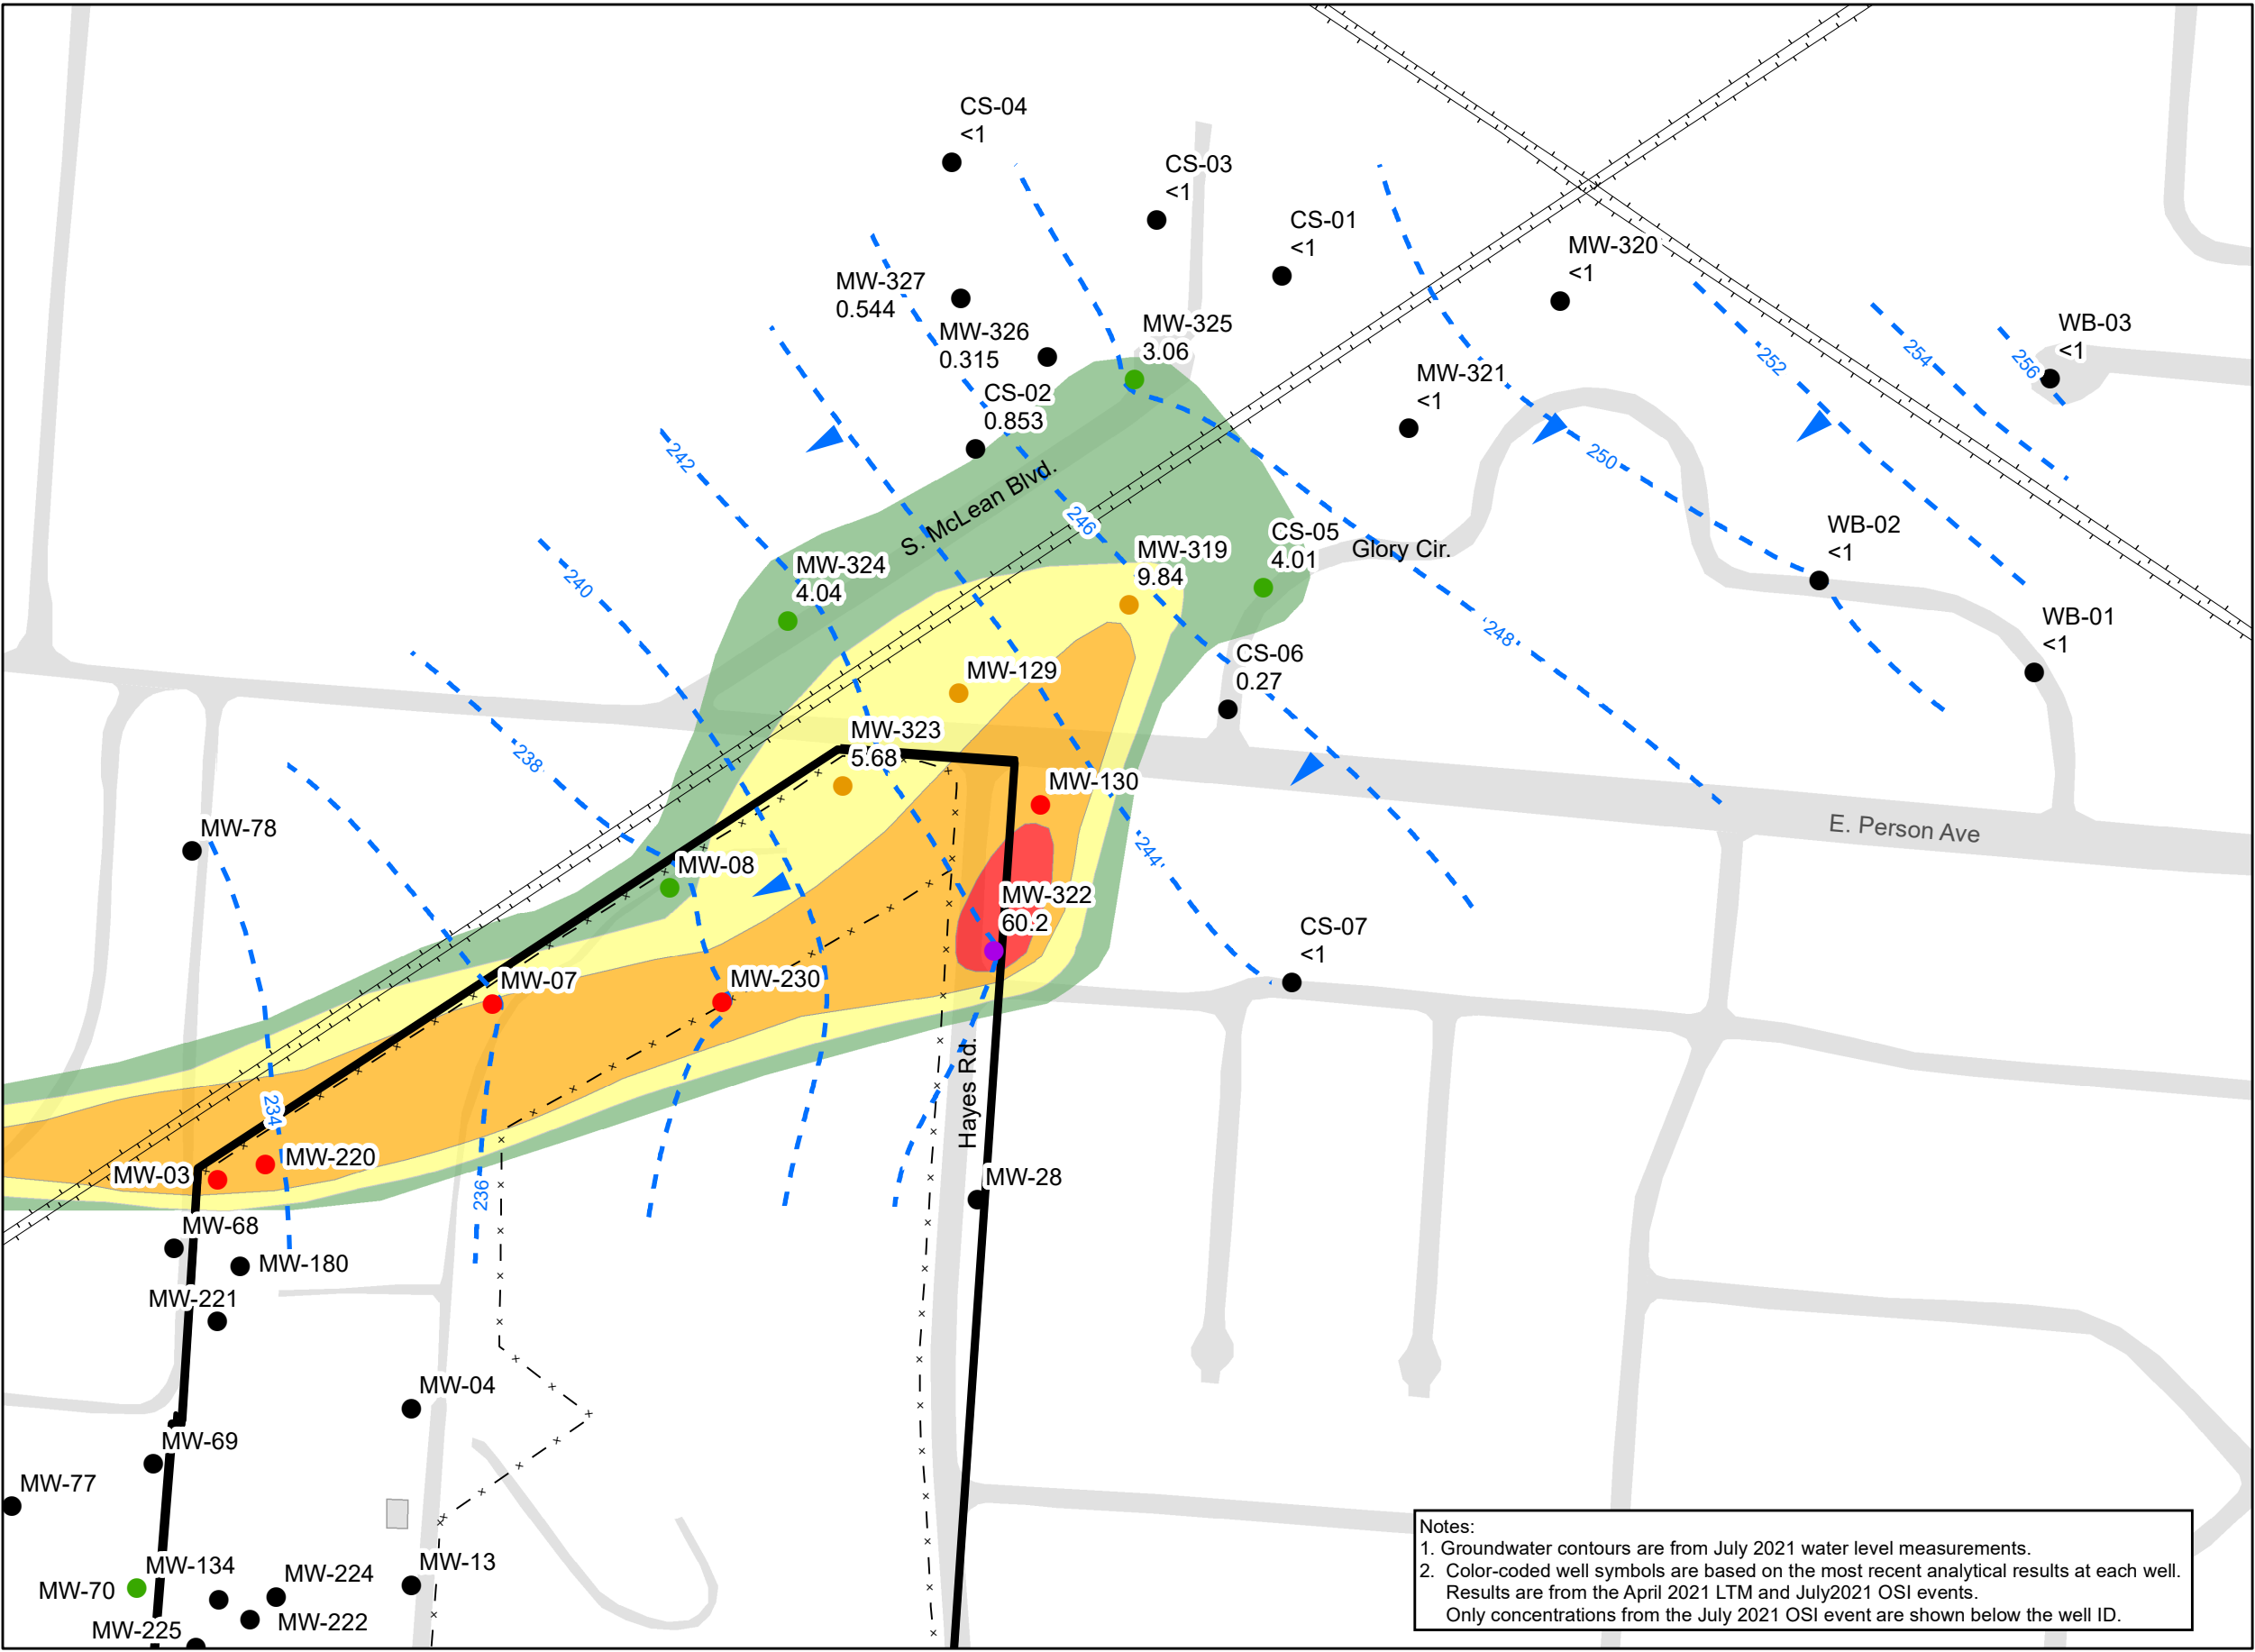 CS-04
<1
CS-03
<1
CS-01
<1
MW-320
<1
MW-327
0.544
MW-326
0.315
MW-325
3.06
WB-03
<1
252
254
256
MW-321
<1
CS-02
0.853
242
250
S. McLean Blvd.
246
WB-02
<1
CS-05
4.01
Glory Cir.
MW-319
9.84
MW-324
4.04
240
WB-01
<1
248
CS-06
0.27
MW-129
MW-323
5.68
238
MW-130
E. Person Ave
MW-78
244
MW-08
MW-322
60.2
CS-07
<1
MW-07
MW-230
234
Hayes Rd.
MW-220
MW-03
236
MW-28
MW-68
MW-180
MW-221
MW-04
MW-69
MW-77
MW-134
MW-224
MW-13
MW-70
MW-222
MW-225
Notes:
1. Groundwater contours are from July 2021 water level measurements.
2. Color-coded well symbols are based on the most recent analytical results at each well.
Results are from the April 2021 LTM and July2021 OSI events.
Only concentrations from the July 2021 OSI event are shown below the well ID.